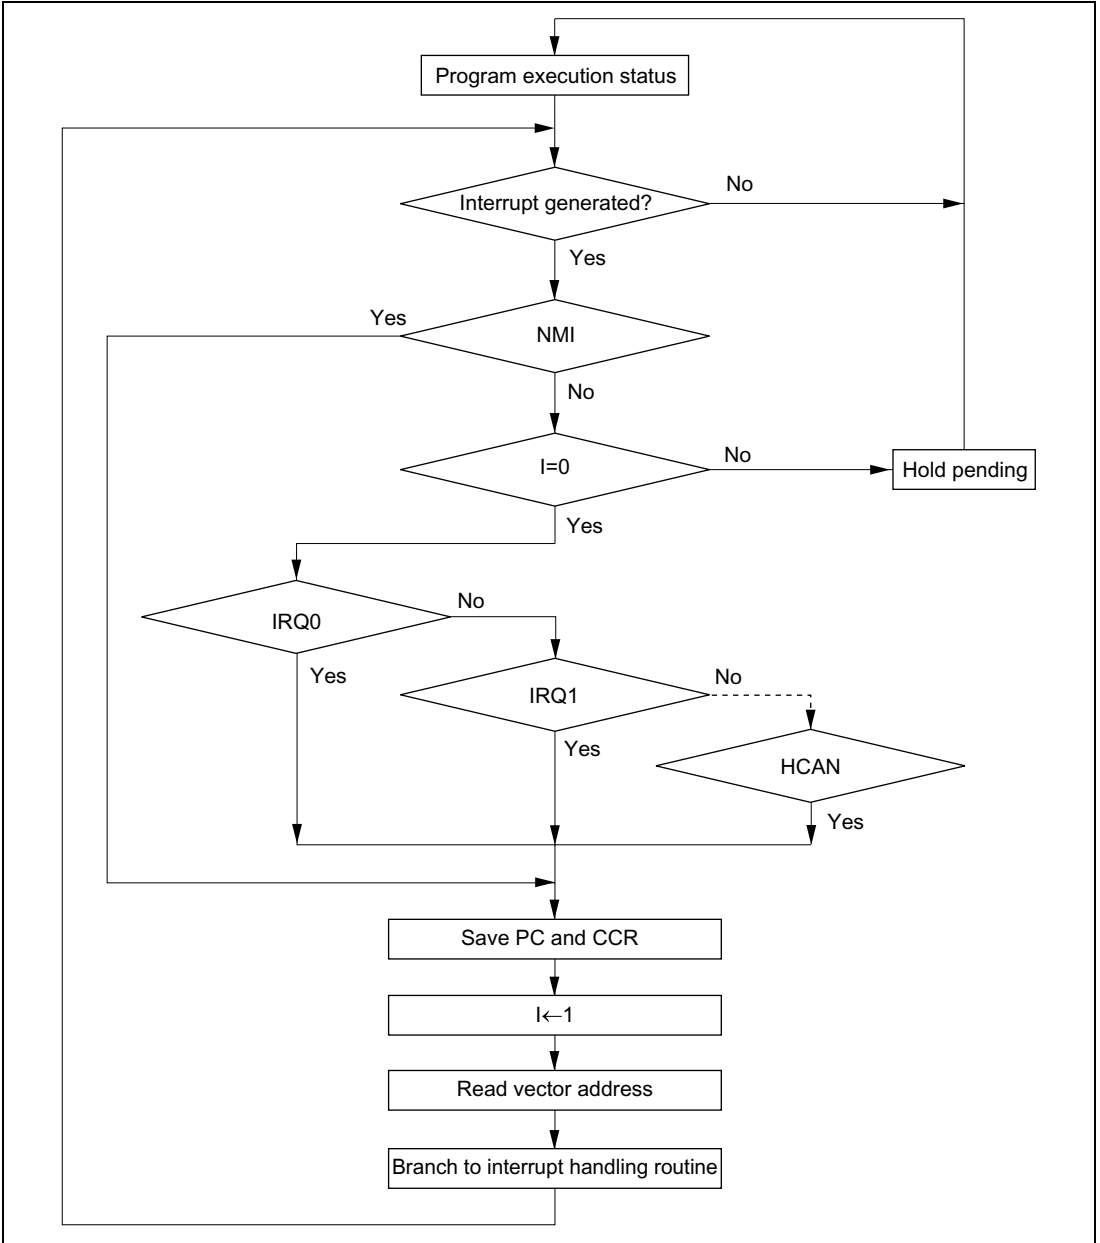 Program execution status
Interrupt generated?
No
Yes
Yes
NMI
No
I=0
No
Hold pending
Yes
IRQ0
No
Yes
IRQ1
No
Yes
HCAN
Yes
Save PC and CCR
I←1
Read vector address
Branch to interrupt handling routine